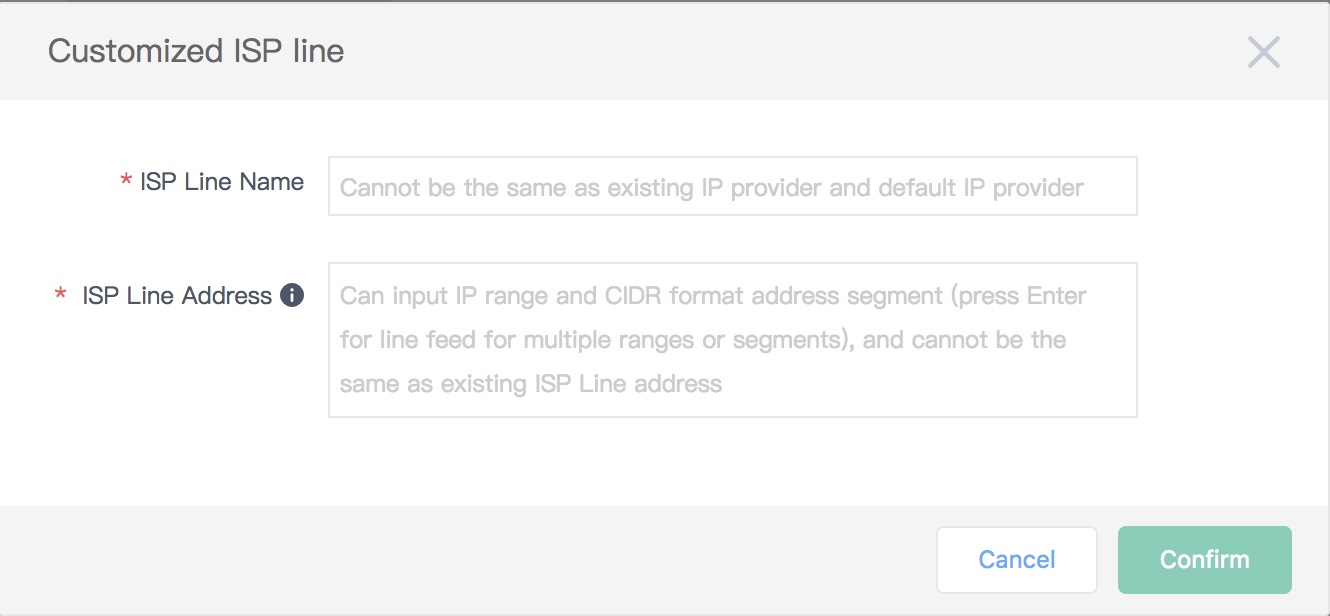 Customized ISP line
* ISP Line Name
Cannot be the same as existing IP provider and default IP provider
* ISP Line Address
Can input IP range and CIDR format address segment (press Enter
for line feed for multiple ranges or segments), and cannot be the
same as existing ISP Line address
Cancel
Confirm